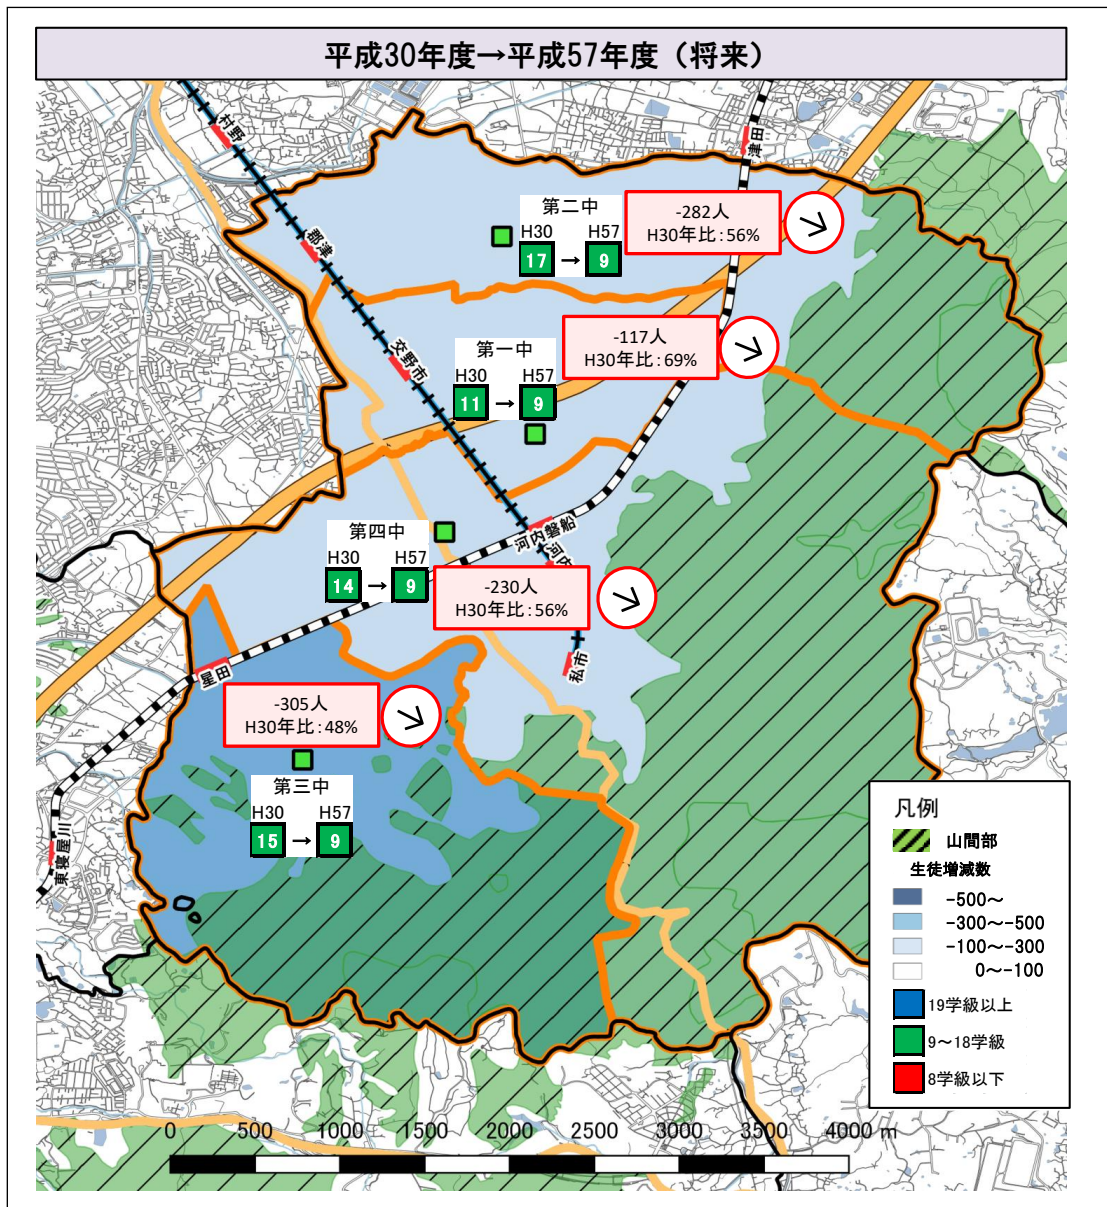 平成30年度→平成57年度（将来）
村野
津田
郡津
第二中
H30 H57
17 → 9
-282人
H30年比：56%
交野市
第一中
H30 H57
11 → 9
-117人
H30年比：69%
第四中
H30 H57
14 → 9
河内磐船
河内
-230人
H30年比：56%
私市
星田
-305人
H30年比：48%
第三中
H30 H57
15 → 9
東寝屋川
凡例
山間部
生徒増減数
-500～
-300～-500
-100～-300
0～-100
19学級以上
9～18学級
8学級以下
0 500 1000 1500 2000 2500 3000 3500 4000 m